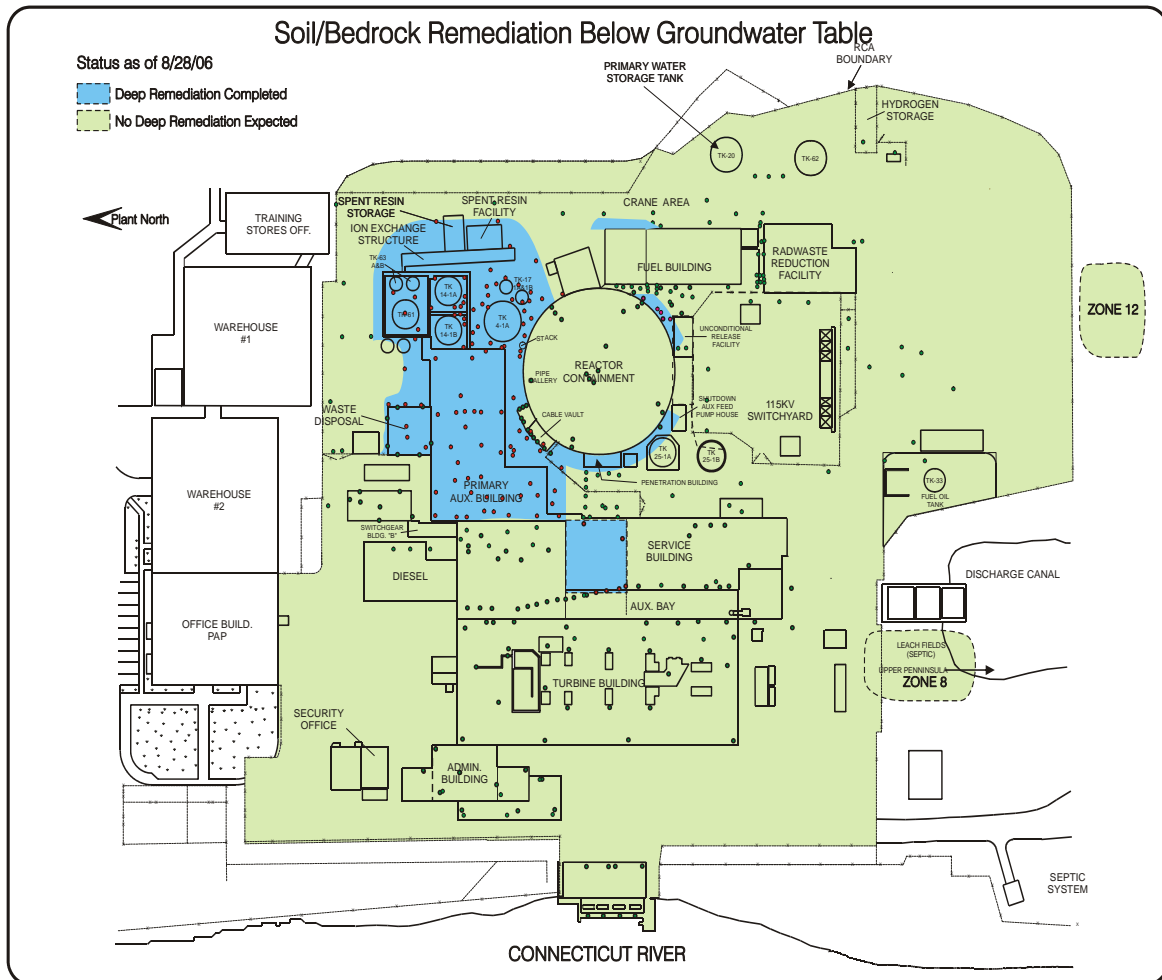 Soil/Bedrock Remediation Below Groundwater Table
Status as of 8/28/06
Deep Remediation Completed
No Deep Remediation Expected
PRIMARY WATER
STORAGE TANK
RCA
BOUNDARY
HYDROGEN
STORAGE
TK-20
TK-62
Plant North
TRAINING
STORES OFF.
SPENT RESIN
STORAGE
SPENT RESIN
FACILITY
ION EXCHANGE
STRUCTURE
CRANE AREA
FUEL BUILDING
RADWASTE
REDUCTION
FACILITY
TK-63
A&B
TK
14-1A
TK-17
TK-61
TK
14-1B
TK
4-1A
STACK
WAREHOUSE
#1
UNCONDITIONAL
RELEASE
FACILITY
ZONE 12
REACTOR
CONTAINMENT
PIPE
GALLERY
CABLE VAULT
SHUTDOWN
AUX FEED
PUMP HOUSE
115KV
SWITCHYARD
WASTE
DISPOSAL
TK
25-1A
TK
25-1B
PENETRATION BUILDING
TK-33
FUEL OIL
TANK
PRIMARY
AUX. BUILDING
WAREHOUSE
#2
SWITCHGEAR
BLDG. "B"
DIESEL
SERVICE
BUILDING
AUX. BAY
DISCHARGE CANAL
OFFICE BUILD.
PAP
LEACH FIELDS
(SEPTIC)
UPPER PENNINSULA
ZONE 8
TURBINE BUILDING
SECURITY
OFFICE
ADMIN.
BUILDING
SEPTIC
SYSTEM
CONNECTICUT RIVER